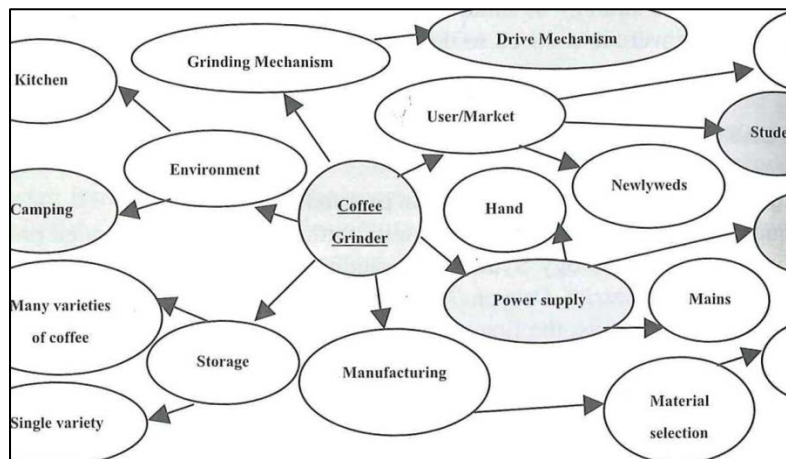 Drive Mechanism
Grinding Mechanism
Kitchen
User/Market
Stude
Environment
Newlyweds
Coffee
Grinder
Hand
Camping
Power supply
Mains
Many varieties
of coffee
Storage
Manufacturing
Material
selection
Single variety